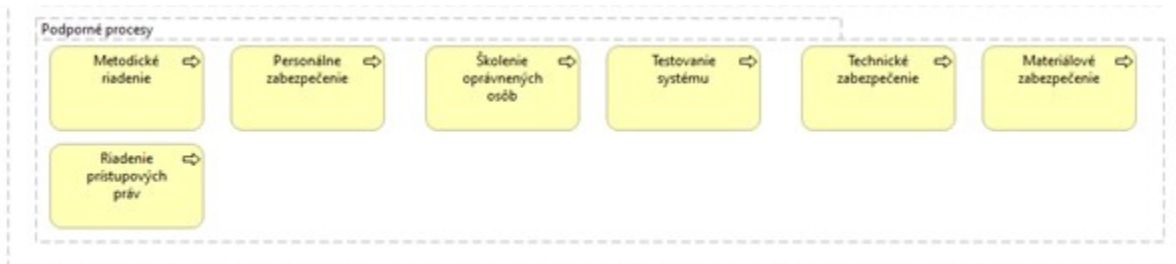 Podporné procesy
Metodické
riadenie
Personálne
zabezpečenie
Školenie
oprávnených
osôb
Testovanie
systému
Technické
zabezpečenie
Materiálové
zabezpečenie
Riadenie
prístupových
práv